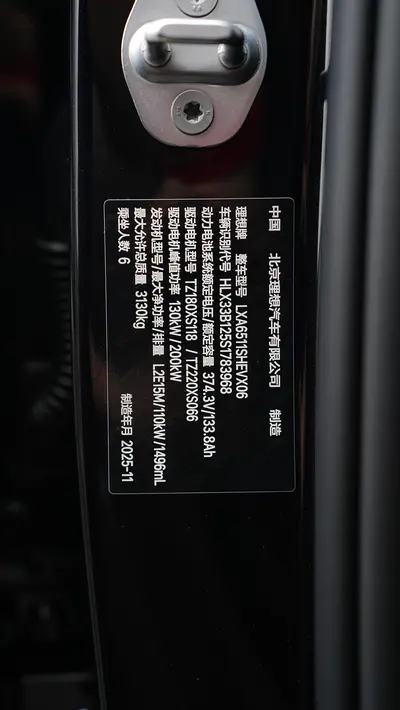 中国 北京理想汽车有限公司 制造
理想牌 整车型号 LXA6511SHEVX06
车辆识别代号 HLX33B125S1783968
动力电池系统额定电压/额定容量 374.3V/133.8Ah
驱动电机型号 TZ180XS118 / TZ220XS066
驱动电机峰值功率 130kW / 200kW
发动机型号/最大净功率/排量 L2E15M/110kW/1496mL
最大允许总质量 3130kg
乘坐人数 6 制造年月 2025-11